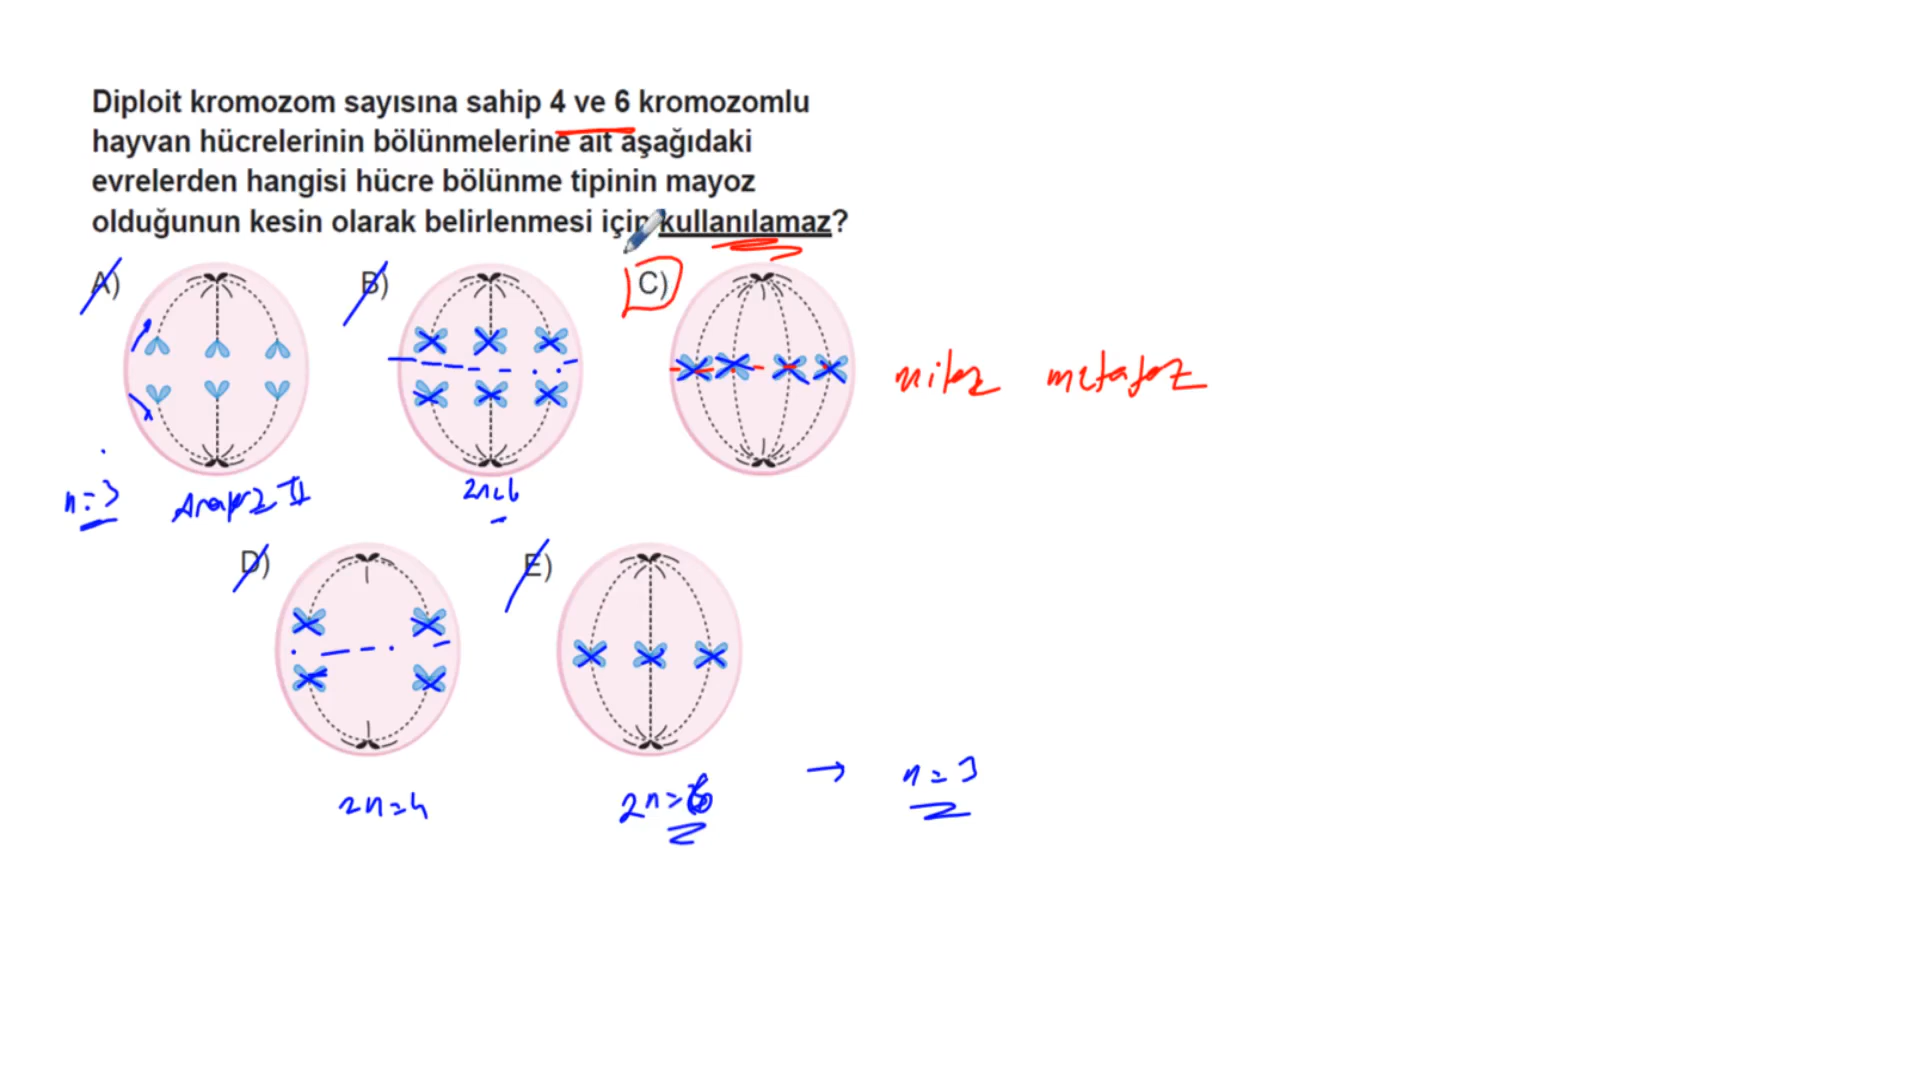 Diploit kromozom sayısına sahip 4 ve 6 kromozomlu
hayvan hücrelerinin bölünmelerine ait aşağıdaki
evrelerden hangisi hücre bölünme tipinin mayoz
olduğunun kesin olarak belirlenmesi için kullanılamaz?
A) B) C)
mitoz metafaz
n=3 Anafaz II 2n=6
D) E)
2n=4 2n=6 → n=3